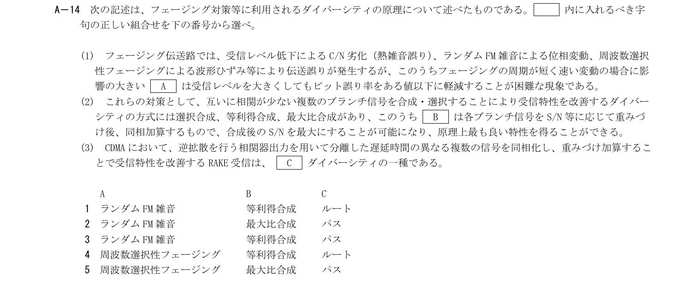 A－14 次の記述は、フェージング対策等に利用されるダイバーシティの原理について述べたものである。 内に入れるべき字
句の正しい組合せを下の番号から選べ。
(1) フェージング伝送路では、受信レベル低下による C/N 劣化（熱雑音誤り）、ランダム FM 雑音による位相変動、周波数選択
性フェージングによる波形ひずみ等により伝送誤りが発生するが、このうちフェージングの周期が短く速い変動の場合に影
響の大きい A は受信レベルを大きくしてもビット誤り率をある値以下に軽減することが困難な現象である。
(2) これらの対策として、互いに相関が少ない複数のブランチ信号を合成・選択することにより受信特性を改善するダイバー
シティの方式には選択合成、等利得合成、最大比合成があり、このうち B は各ブランチ信号を S/N 等に応じて重みづ
け後、同相加算するもので、合成後の S/N を最大にすることが可能になり、原理上最も良い特性を得ることができる。
(3) CDMA において、逆拡散を行う相関器出力を用いて分離した遅延時間の異なる複数の信号を同相化し、重みづけ加算するこ
とで受信特性を改善する RAKE 受信は、 C ダイバーシティの一種である。
A B C
1 ランダム FM 雑音 等利得合成 ルート
2 ランダム FM 雑音 最大比合成 パス
3 ランダム FM 雑音 等利得合成 パス
4 周波数選択性フェージング 等利得合成 ルート
5 周波数選択性フェージング 最大比合成 パス